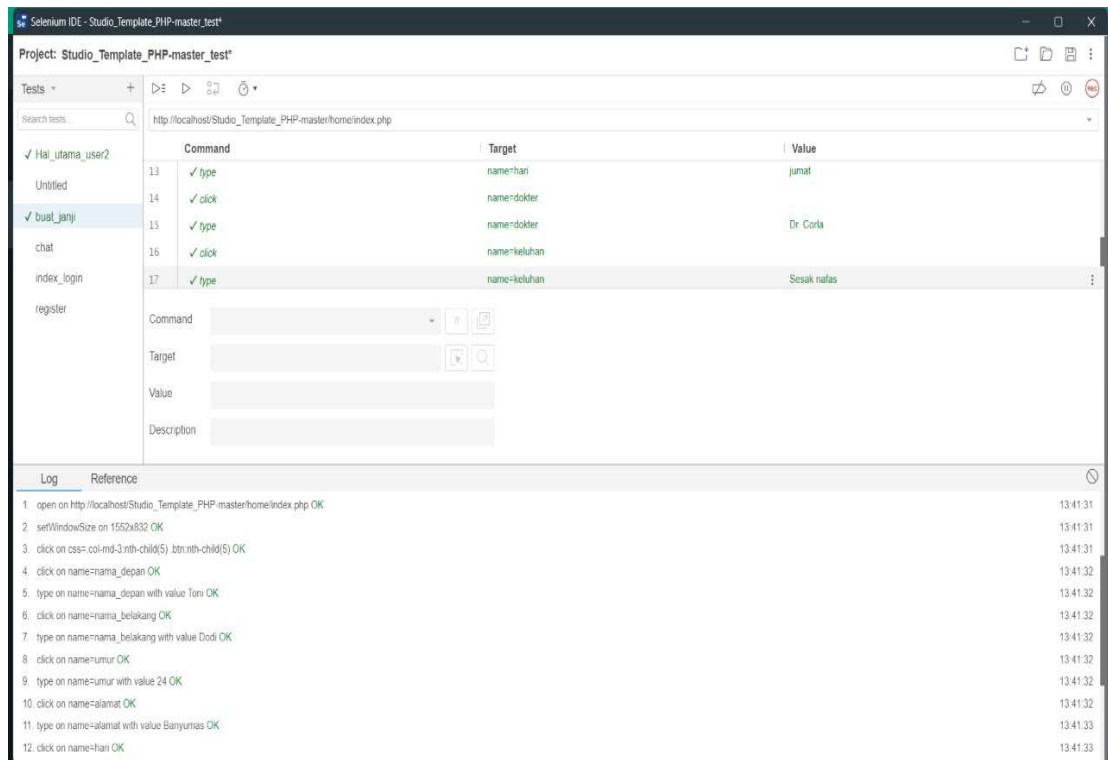 Selenium IDE - Studio_Template_PHP-master_test*
Project: Studio_Template_PHP-master_test*
Tests
Search tests...
http://localhost/Studio_Template_PHP-master/home/index.php
REC
✓ Hal_utama_user2
Untitled
✓ buat_janji
chat
index_login
register
Command Target Value
13 ✓ type name=hari jumat
14 ✓ click name=dokter
15 ✓ type name=dokter Dr. Corla
16 ✓ click name=keluhan
17 ✓ type name=keluhan Sesak nafas
Command
//
Target
Value
Description
Log Reference
1. open on http://localhost/Studio_Template_PHP-master/home/index.php OK 13:41:31
2. setWindowSize on 1552x832 OK 13:41:31
3. click on css=.col-md-3:nth-child(5) .btn:nth-child(5) OK 13:41:31
4. click on name=nama_depan OK 13:41:32
5. type on name=nama_depan with value Toni OK 13:41:32
6. click on name=nama_belakang OK 13:41:32
7. type on name=nama_belakang with value Dodi OK 13:41:32
8. click on name=umur OK 13:41:32
9. type on name=umur with value 24 OK 13:41:32
10. click on name=alamat OK 13:41:32
11. type on name=alamat with value Banyumas OK 13:41:33
12. click on name=hari OK 13:41:33